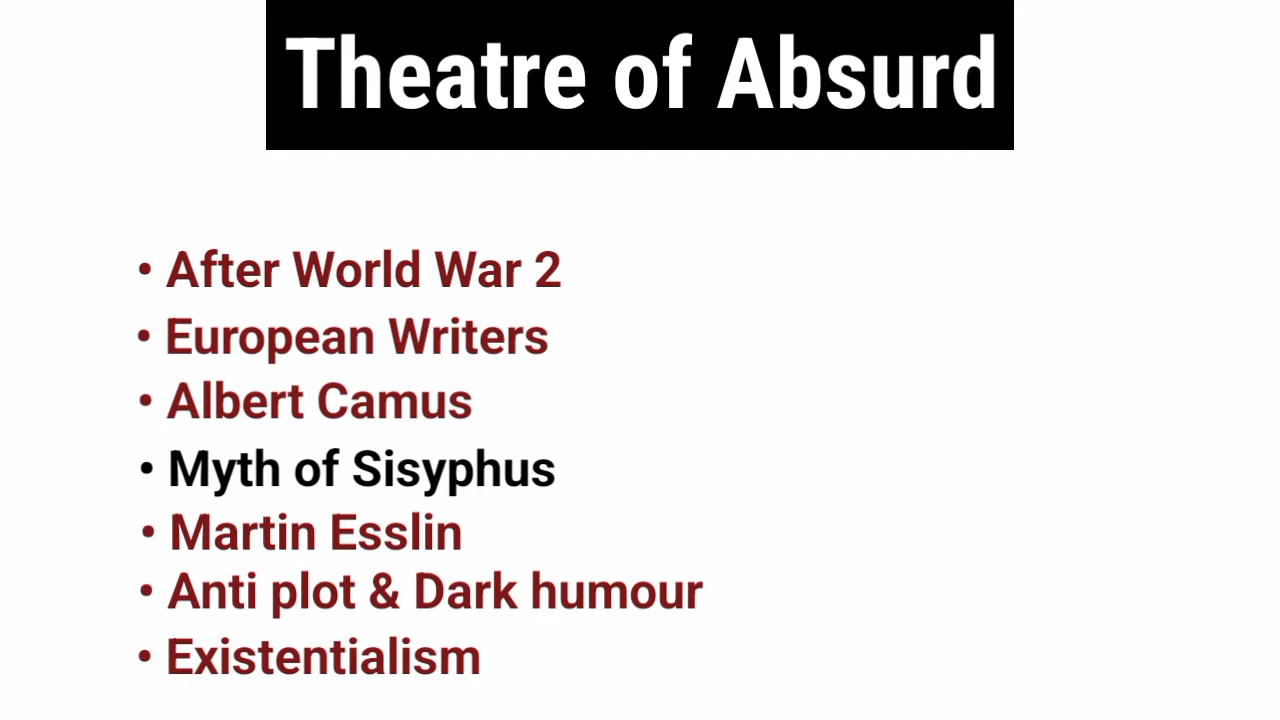 Theatre of Absurd
• After World War 2
• European Writers
• Albert Camus
• Myth of Sisyphus
• Martin Esslin
• Anti plot & Dark humour
• Existentialism